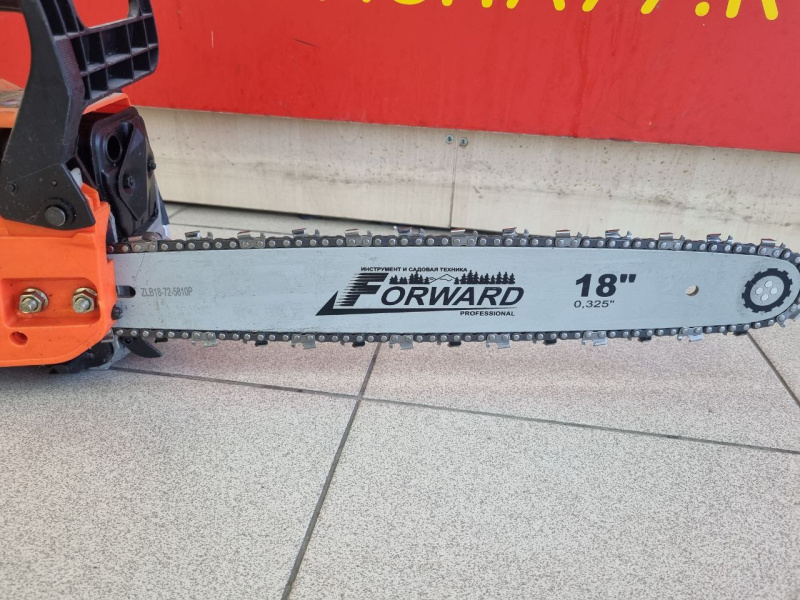 ИНСТРУМЕНТ И САДОВАЯ ТЕХНИКА
FORWARD
PROFESSIONAL
18"
0,325"
ZLB18-72-5810P